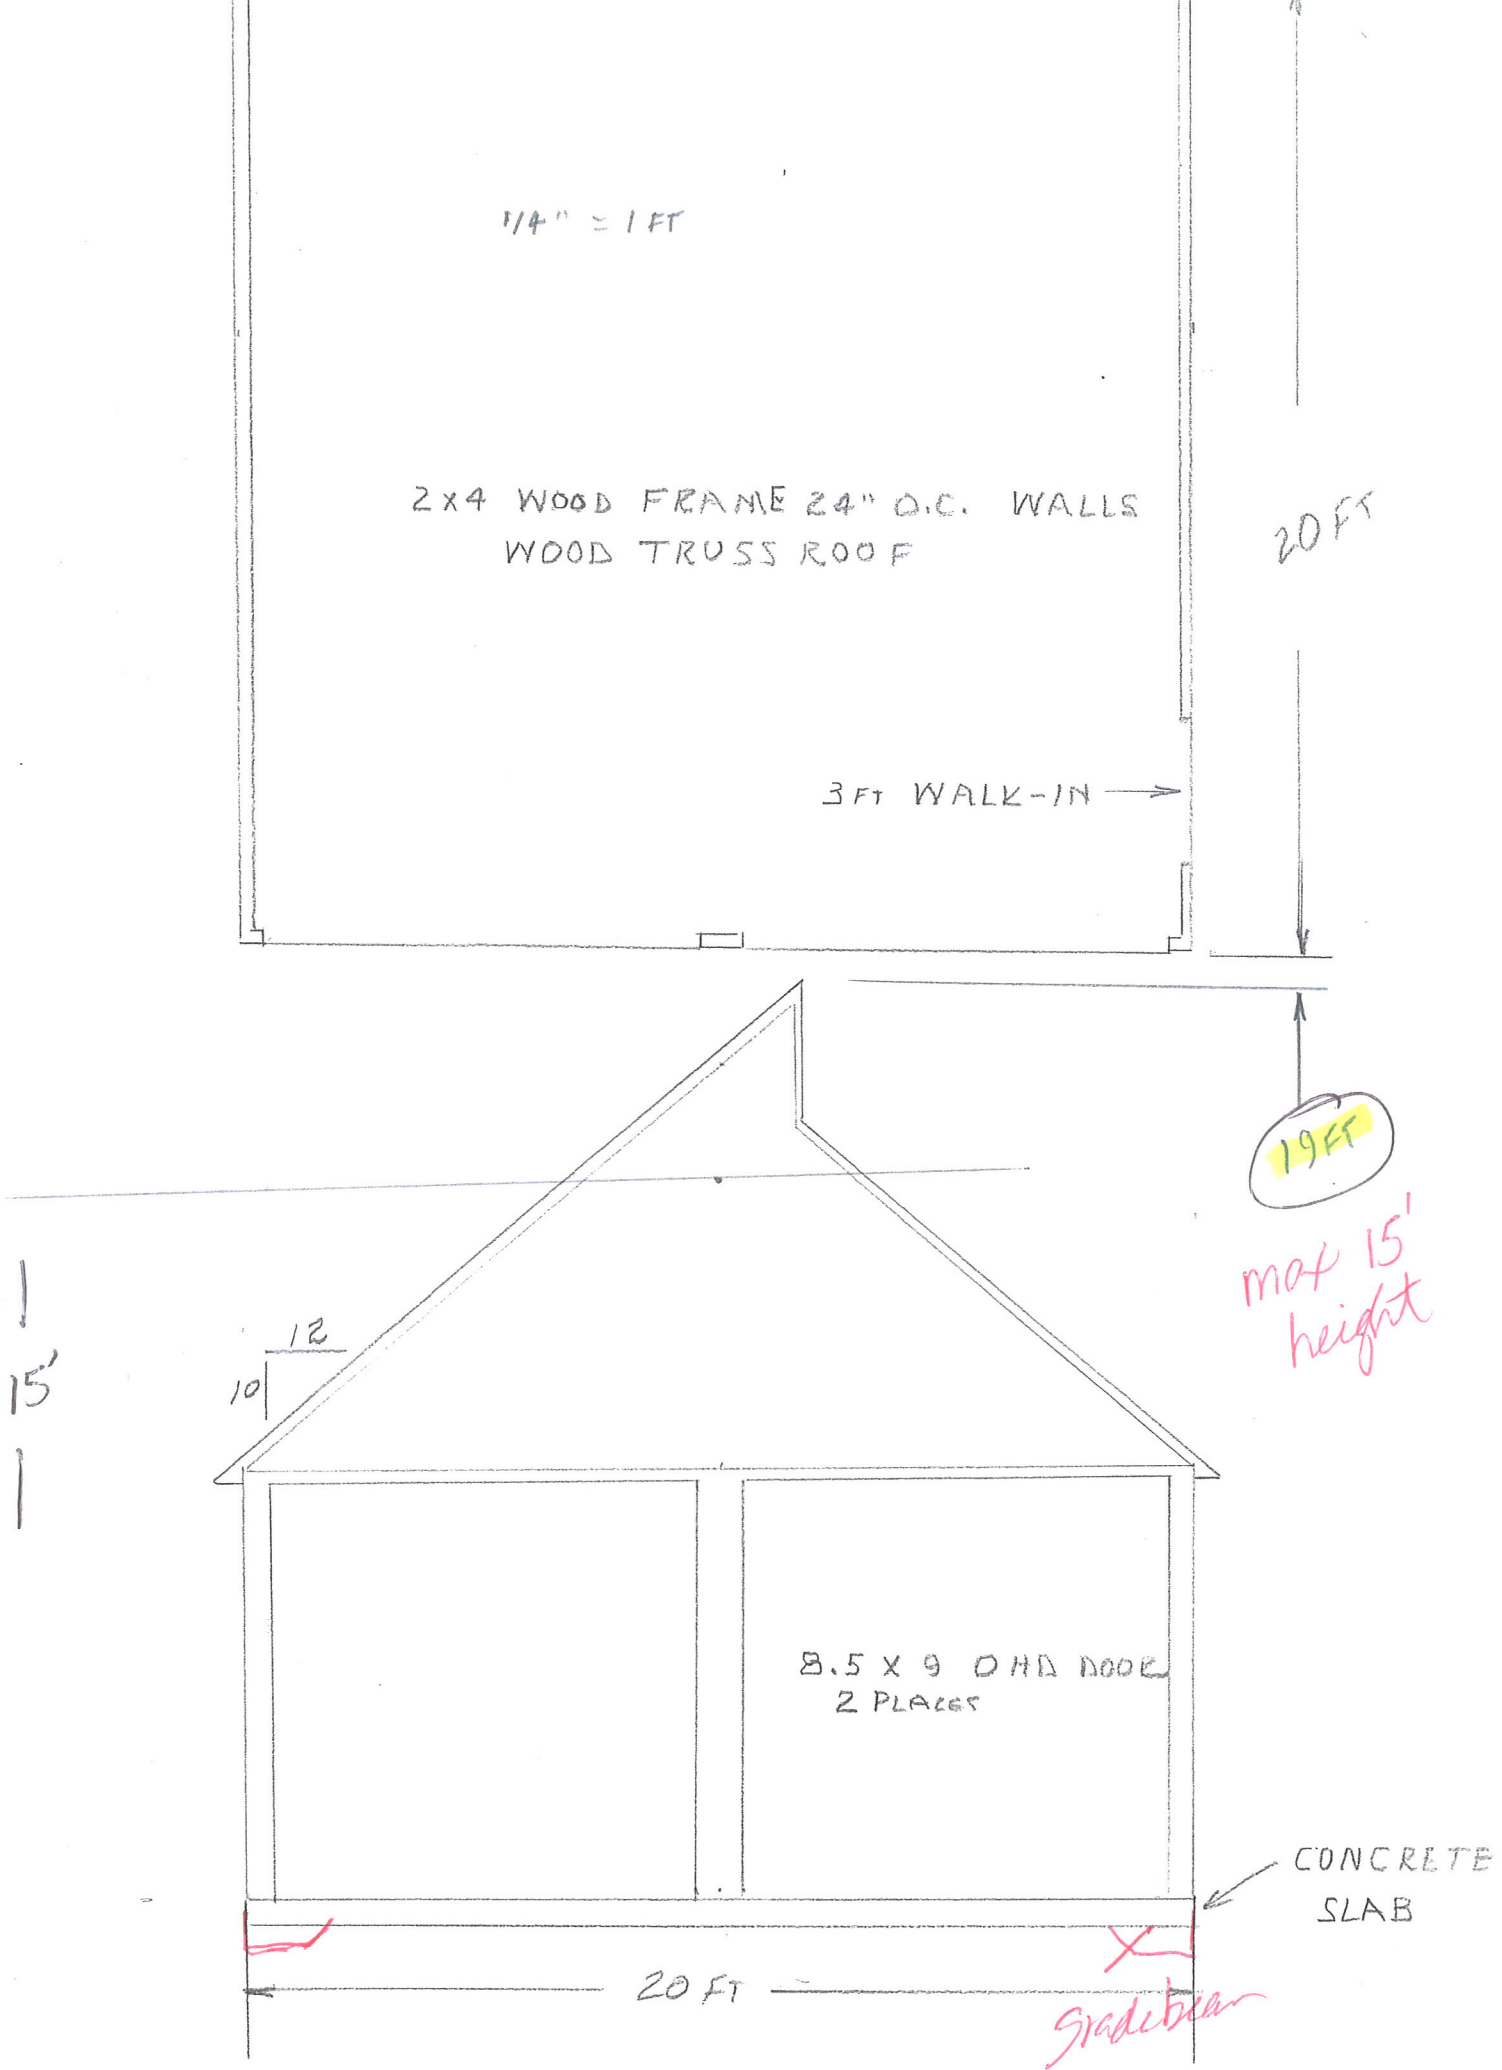 1/4" = 1 FT
2x4 WOOD FRAME 24" O.C. WALLS
WOOD TRUSS ROOF
20 FT
3 FT WALK-IN
19 FT
max 15'
height
12
10
15'
8.5 X 9 OHD DOOR
2 PLACES
CONCRETE
SLAB
20 FT
Gradebeam